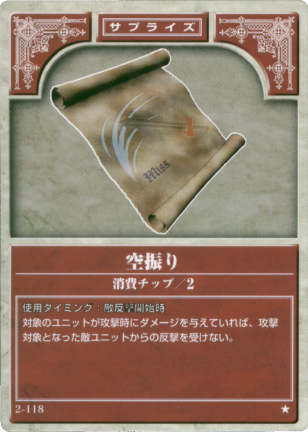 サプライズ
Miss
空振り
消費チップ／2
使用タイミング：敵反撃開始時
対象のユニットが攻撃時にダメージを与えていれば、攻撃
対象となった敵ユニットからの反撃を受けない。
2-118
★